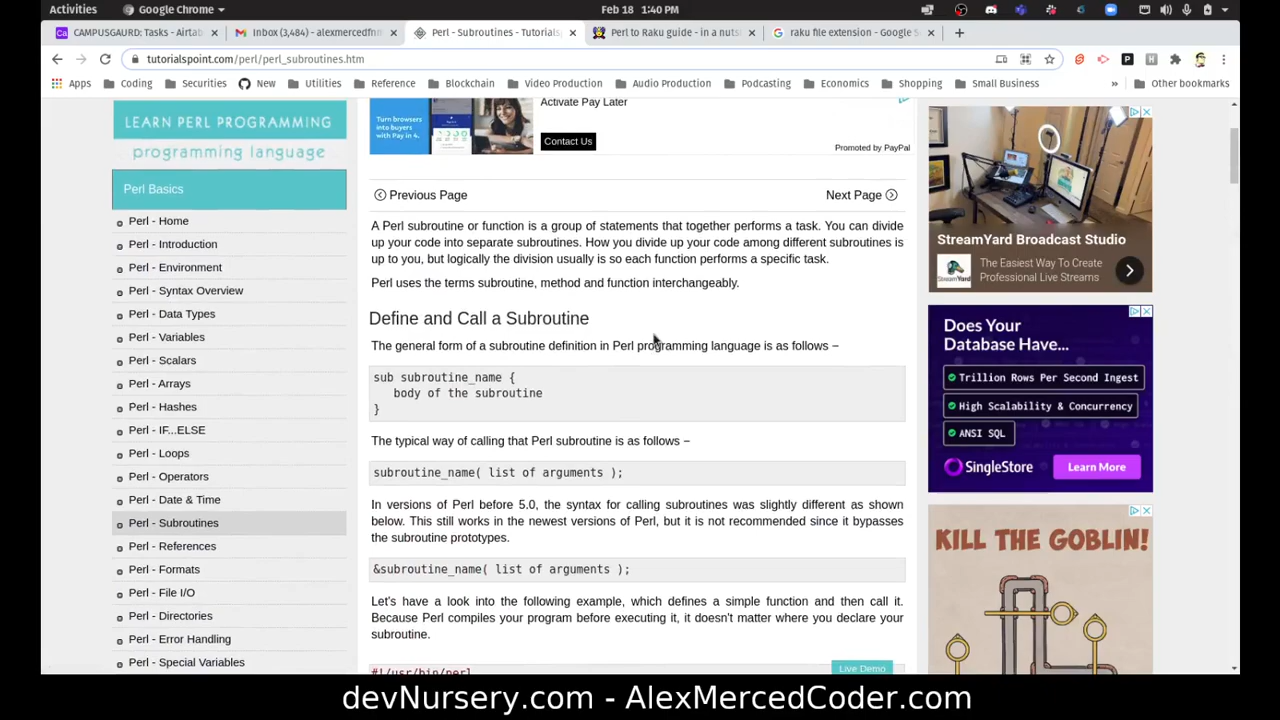 Activities
Google Chrome
Feb 18 1:40 PM
CAMPUSGAURD: Tasks - Airtab
Inbox (3,484) - alexmercedfnm
Perl - Subroutines - Tutorials
Perl to Raku guide - in a nuts
raku file extension - Google S
tutorialspoint.com/perl/perl_subroutines.htm
Apps
Coding
Securities
New
Utilities
Reference
Blockchain
Video Production
Audio Production
Podcasting
Economics
Shopping
Small Business
»
Other bookmarks
LEARN PERL PROGRAMMING
programming language
Perl Basics
Perl - Home
Perl - Introduction
Perl - Environment
Perl - Syntax Overview
Perl - Data Types
Perl - Variables
Perl - Scalars
Perl - Arrays
Perl - Hashes
Perl - IF...ELSE
Perl - Loops
Perl - Operators
Perl - Date & Time
Perl - Subroutines
Perl - References
Perl - Formats
Perl - File I/O
Perl - Directories
Perl - Error Handling
Perl - Special Variables
Turn browsers
into buyers
with Pay in 4.
Activate Pay Later
Contact Us
Promoted by PayPal
Previous Page
Next Page
A Perl subroutine or function is a group of statements that together performs a task. You can divide
up your code into separate subroutines. How you divide up your code among different subroutines is
up to you, but logically the division usually is so each function performs a specific task.
Perl uses the terms subroutine, method and function interchangeably.
Define and Call a Subroutine
The general form of a subroutine definition in Perl programming language is as follows −
sub subroutine_name {
body of the subroutine
}
The typical way of calling that Perl subroutine is as follows −
subroutine_name( list of arguments );
In versions of Perl before 5.0, the syntax for calling subroutines was slightly different as shown
below. This still works in the newest versions of Perl, but it is not recommended since it bypasses
the subroutine prototypes.
&subroutine_name( list of arguments );
Let's have a look into the following example, which defines a simple function and then call it.
Because Perl compiles your program before executing it, it doesn't matter where you declare your
subroutine.
#!/usr/bin/perl
Live Demo
StreamYard Broadcast Studio
The Easiest Way To Create
Professional Live Streams
Does Your
Database Have...
Trillion Rows Per Second Ingest
High Scalability & Concurrency
ANSI SQL
SingleStore
Learn More
KILL THE GOBLIN!
devNursery.com - AlexMercedCoder.com